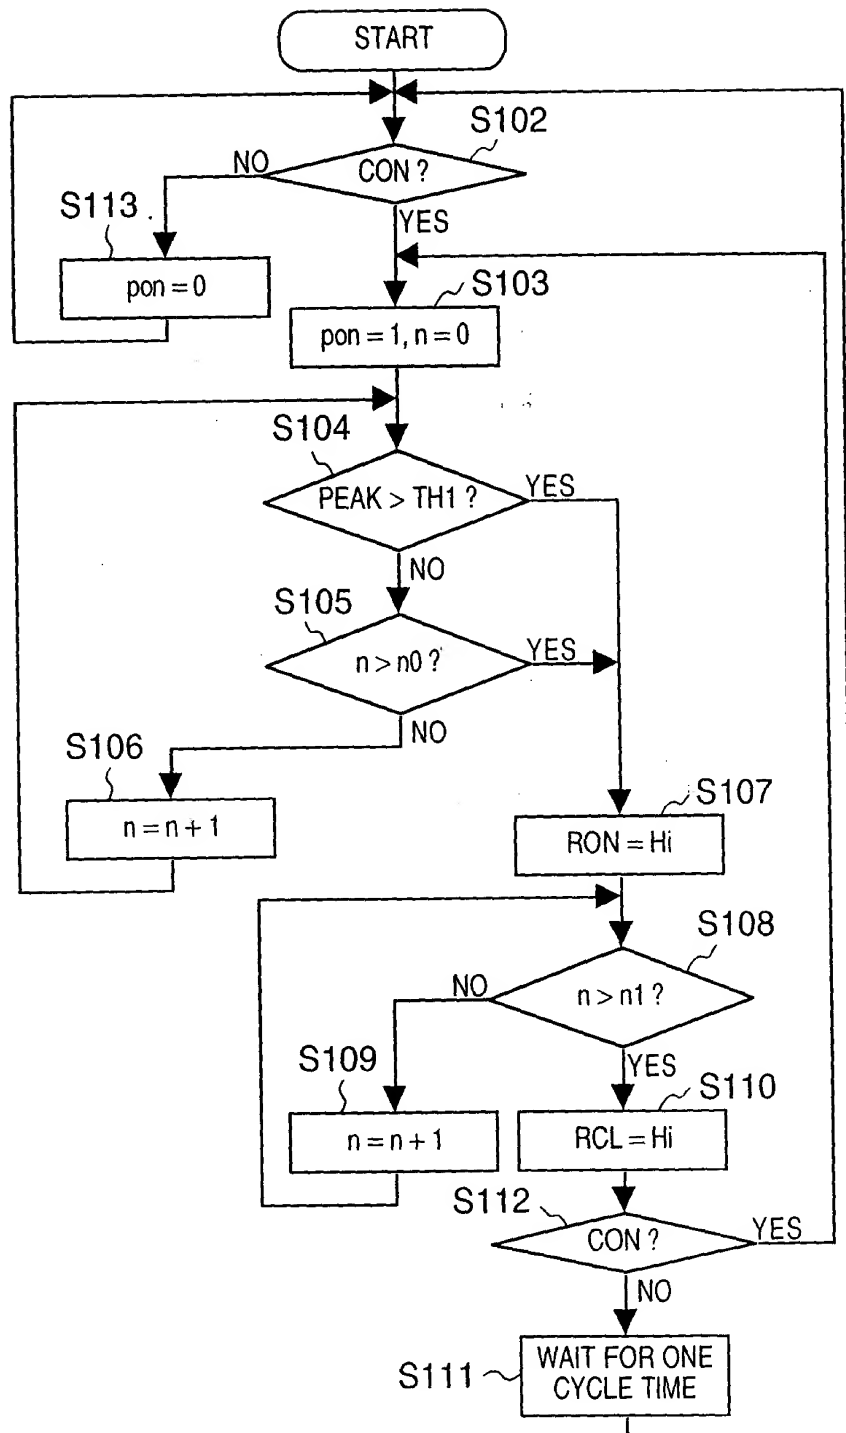 START
S102
CON ?
NO
YES
S113
pon = 0
S103
pon = 1, n = 0
S104
PEAK > TH1 ?
YES
NO
S105
n > n0 ?
YES
NO
S106
n = n + 1
S107
RON = Hi
S108
n > n1 ?
NO
YES
S109
n = n + 1
S110
RCL = Hi
S112
CON ?
YES
NO
S111
WAIT FOR ONE
CYCLE TIME